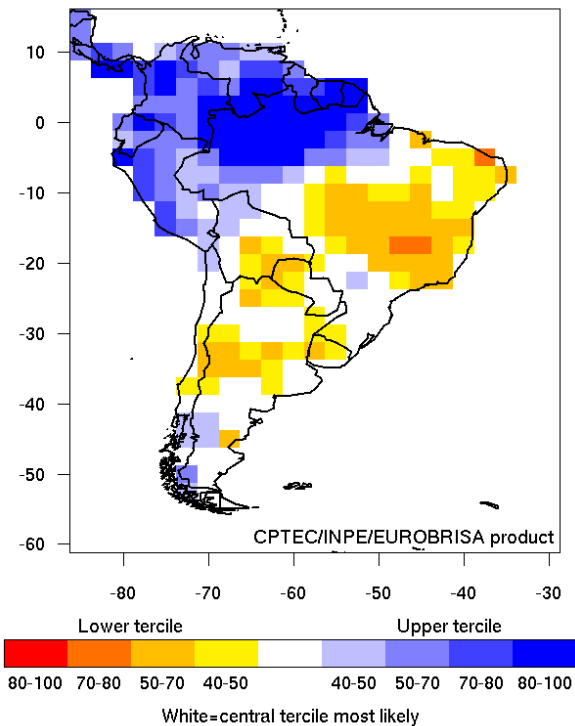 10
0
-10
-20
-30
-40
-50
-60
CPTEC/INPE/EUROBRISA product
-80 -70 -60 -50 -40 -30
Lower tercile Upper tercile
80-100 70-80 50-70 40-50 40-50 50-70 70-80 80-100
White=central tercile most likely